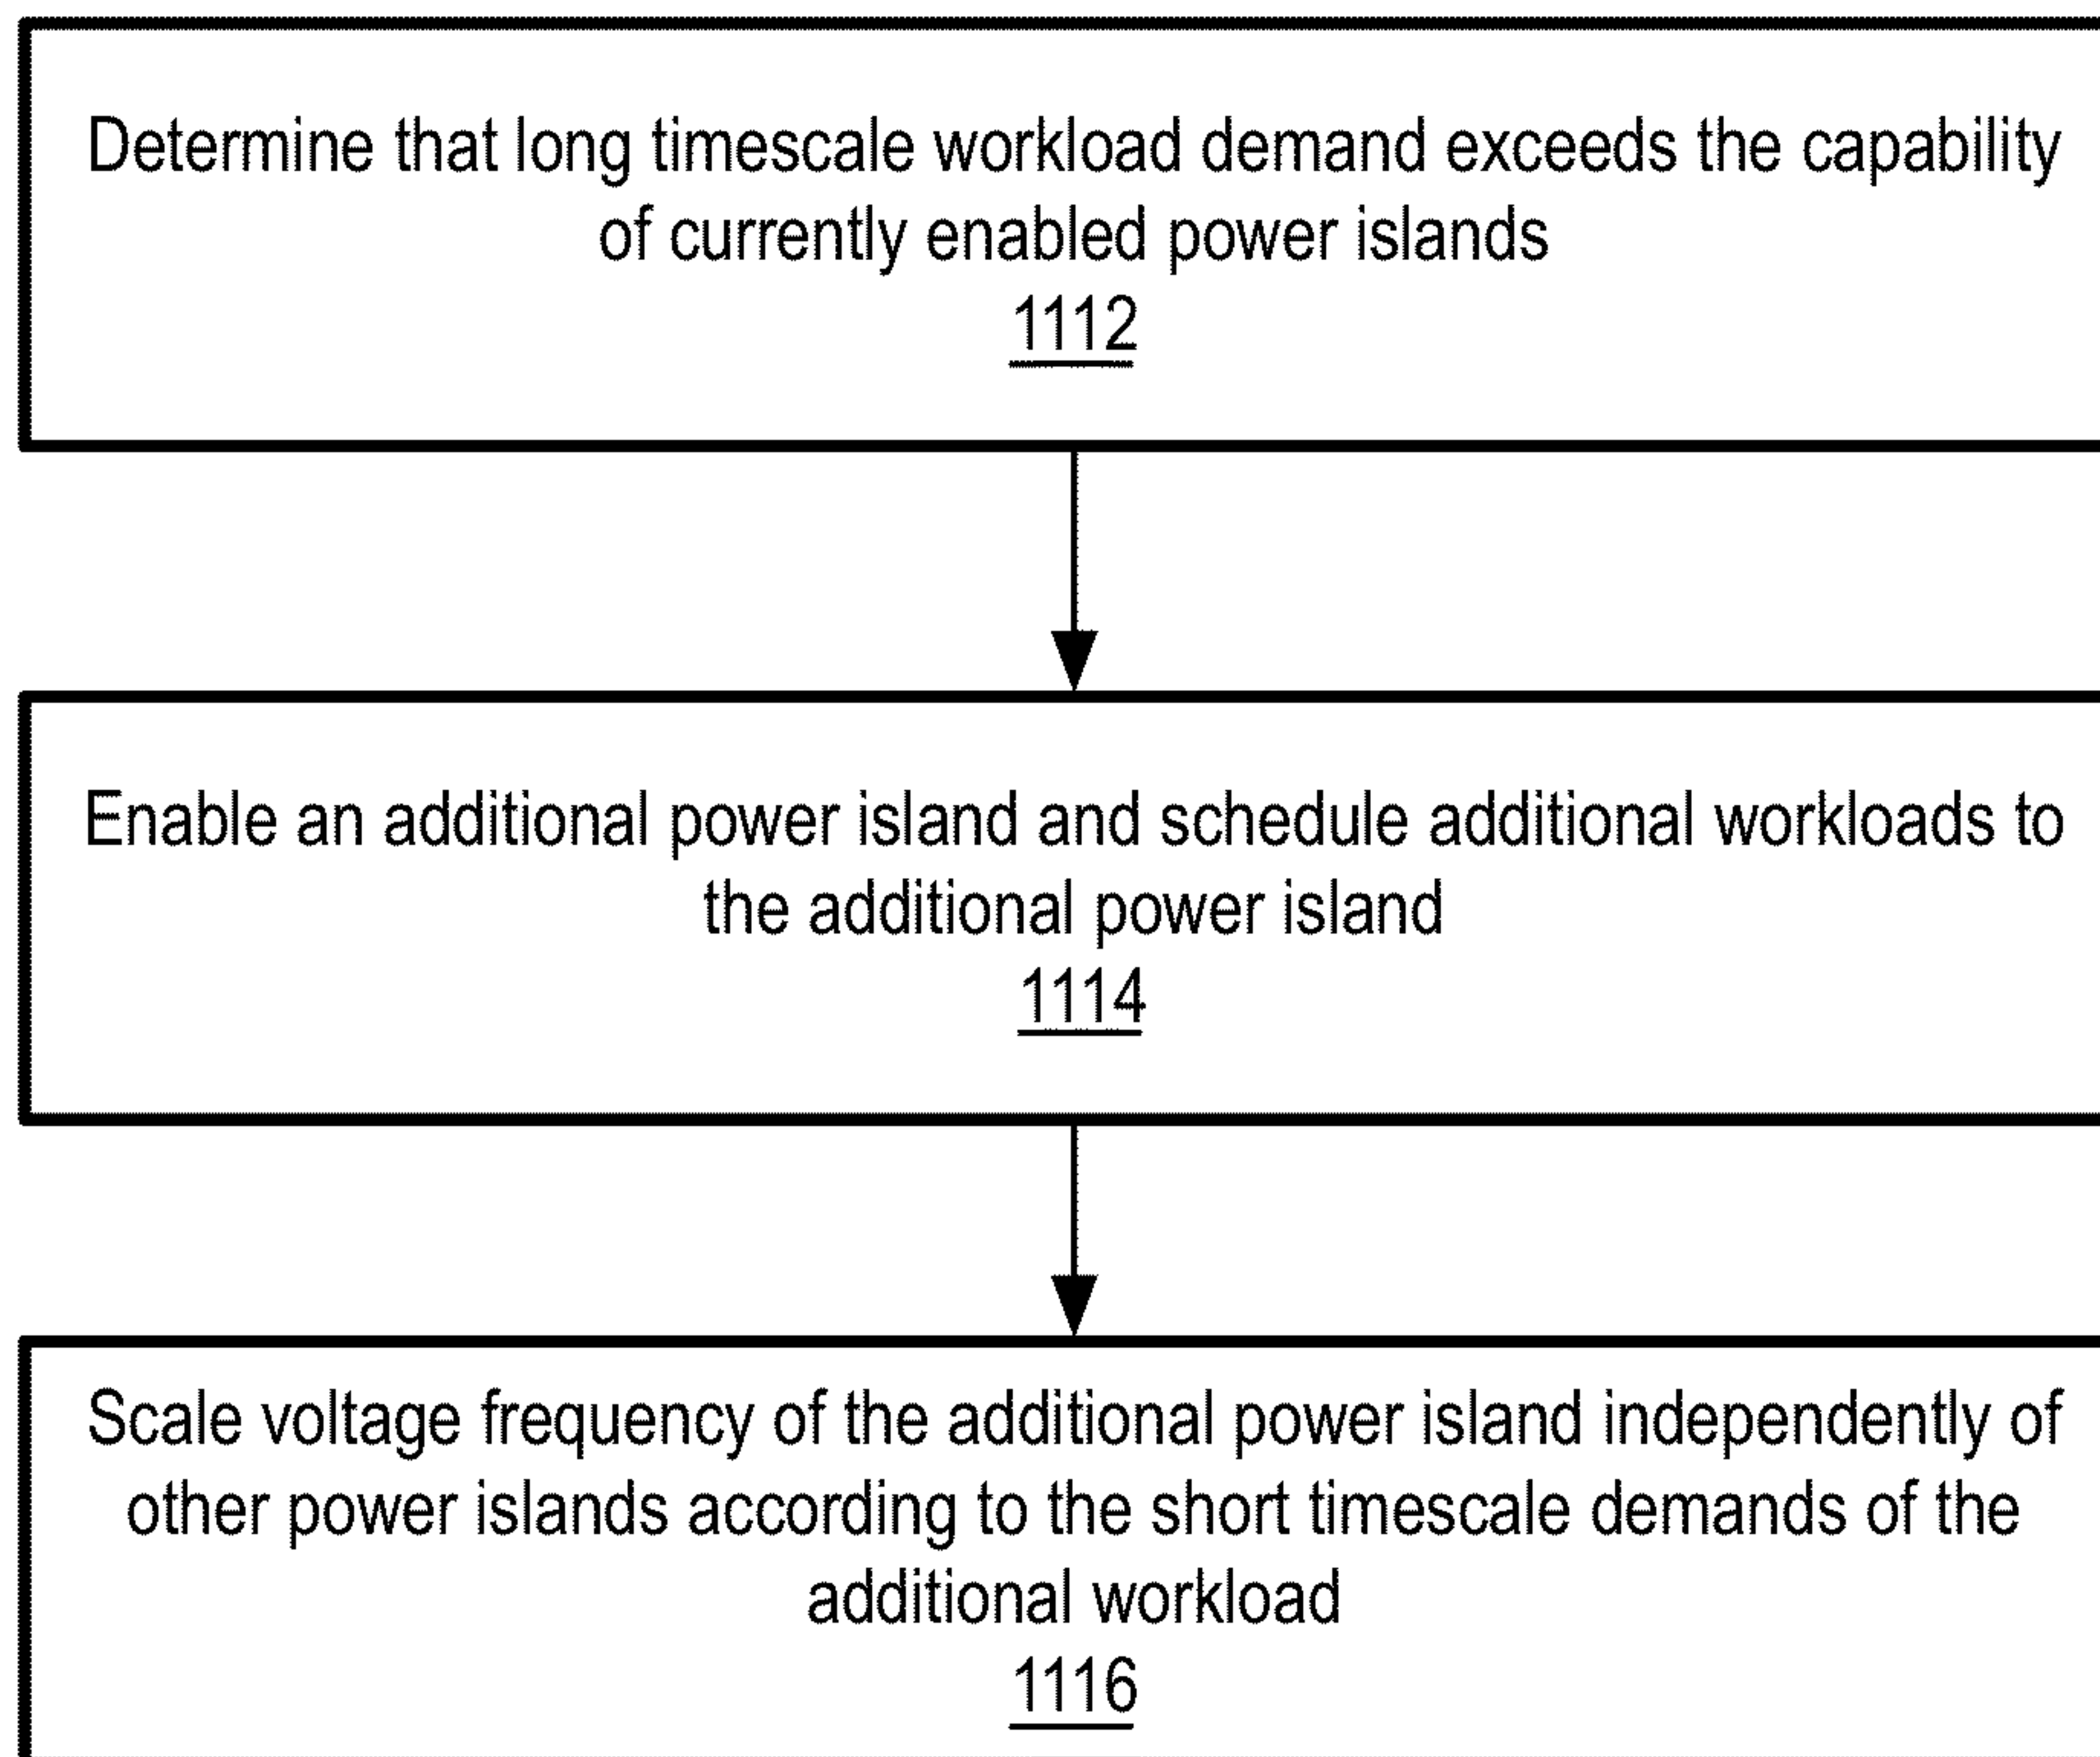 Determine that long timescale workload demand exceeds the capability
of currently enabled power islands
1112
Enable an additional power island and schedule additional workloads to
the additional power island
1114
Scale voltage frequency of the additional power island independently of
other power islands according to the short timescale demands of the
additional workload
1116